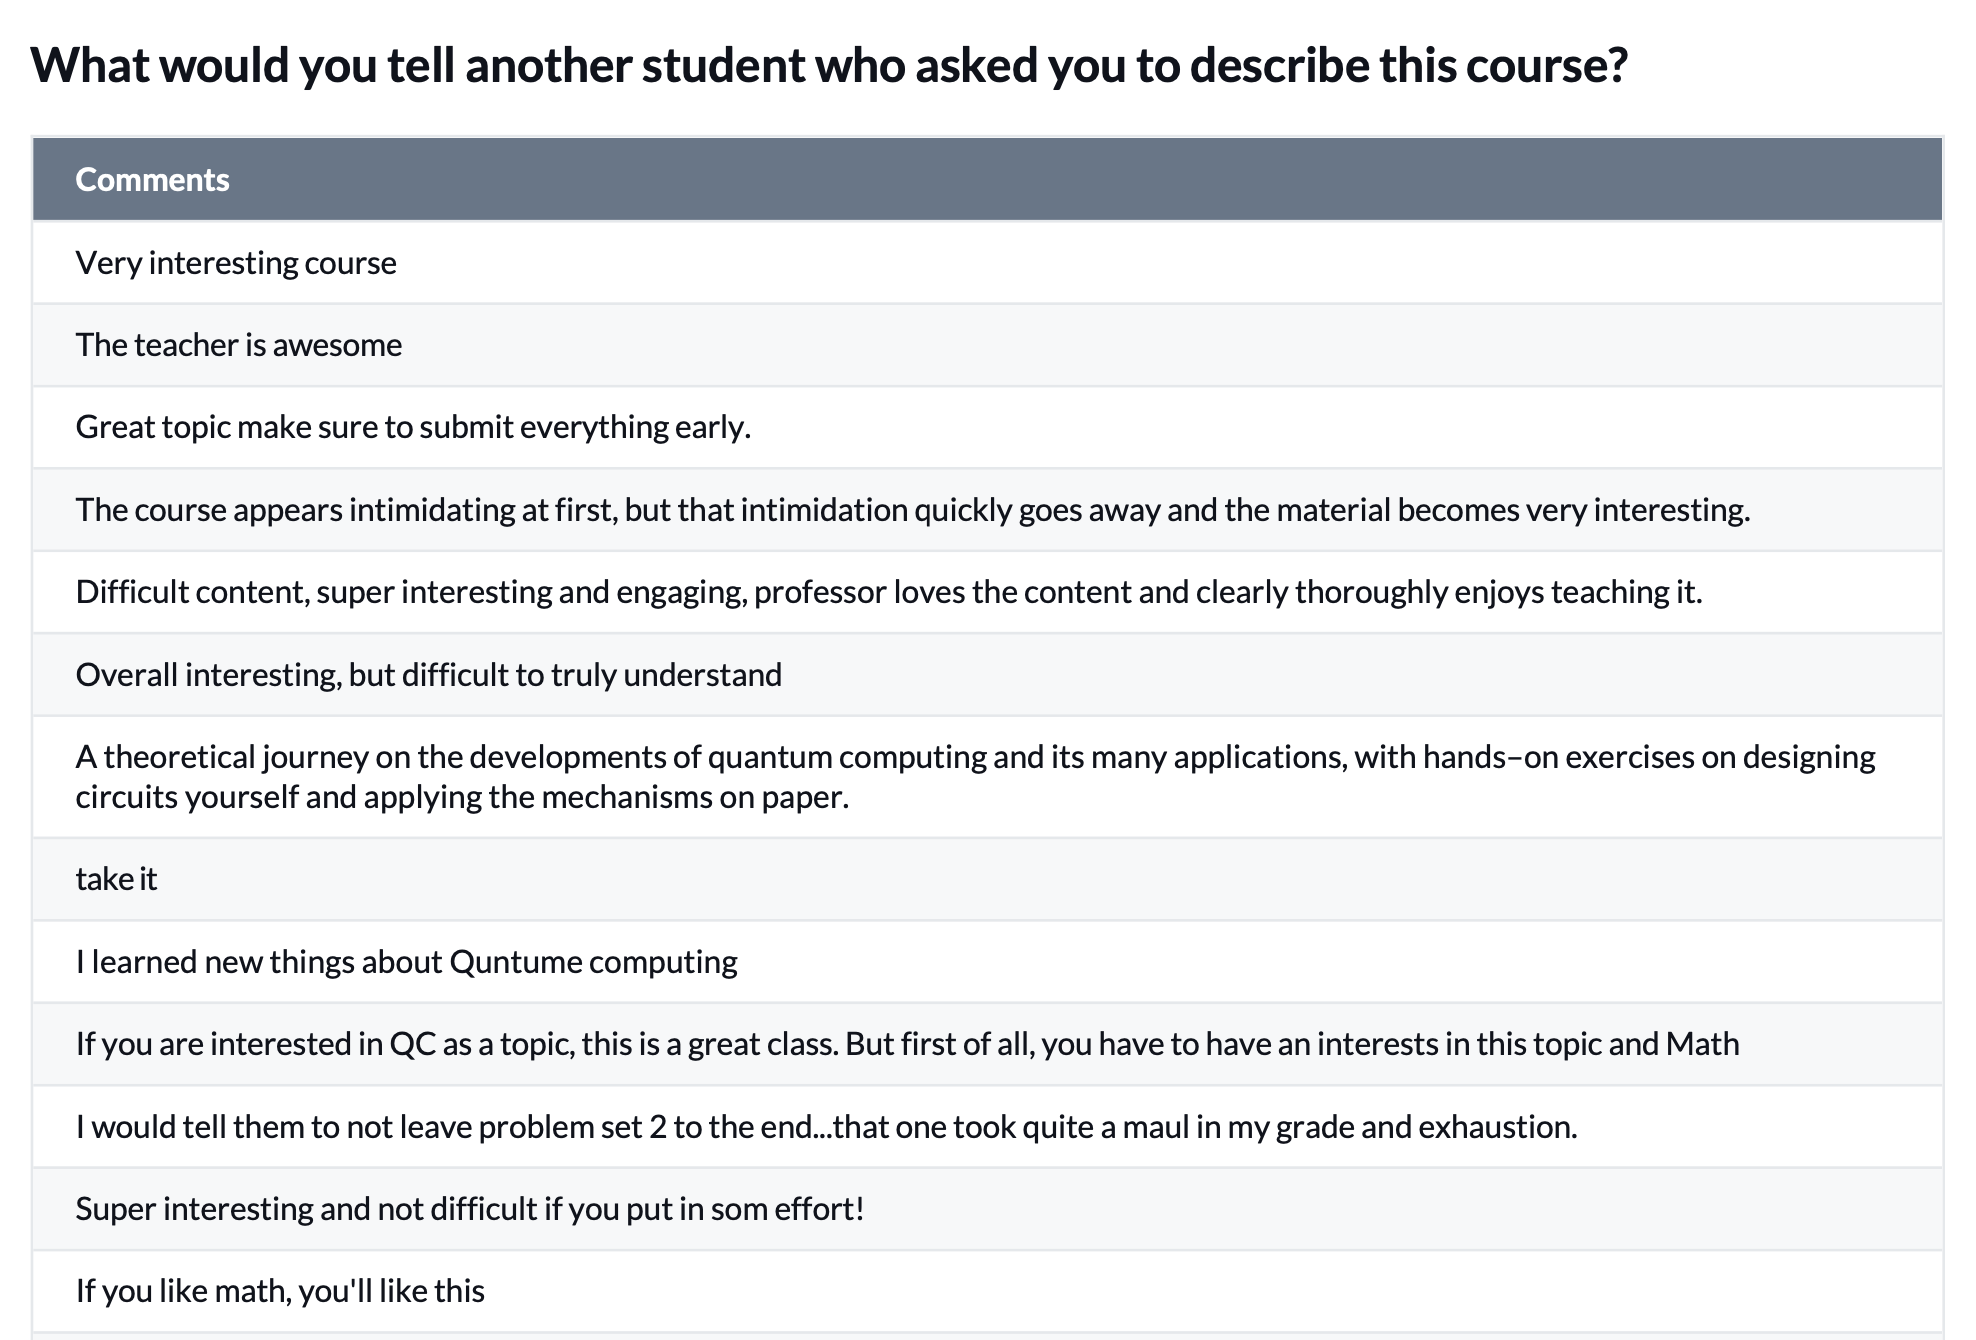 What would you tell another student who asked you to describe this course?
Comments
Very interesting course
The teacher is awesome
Great topic make sure to submit everything early.
The course appears intimidating at first, but that intimidation quickly goes away and the material becomes very interesting.
Difficult content, super interesting and engaging, professor loves the content and clearly thoroughly enjoys teaching it.
Overall interesting, but difficult to truly understand
A theoretical journey on the developments of quantum computing and its many applications, with hands–on exercises on designing
circuits yourself and applying the mechanisms on paper.
take it
I learned new things about Quntume computing
If you are interested in QC as a topic, this is a great class. But first of all, you have to have an interests in this topic and Math
I would tell them to not leave problem set 2 to the end...that one took quite a maul in my grade and exhaustion.
Super interesting and not difficult if you put in som effort!
If you like math, you'll like this